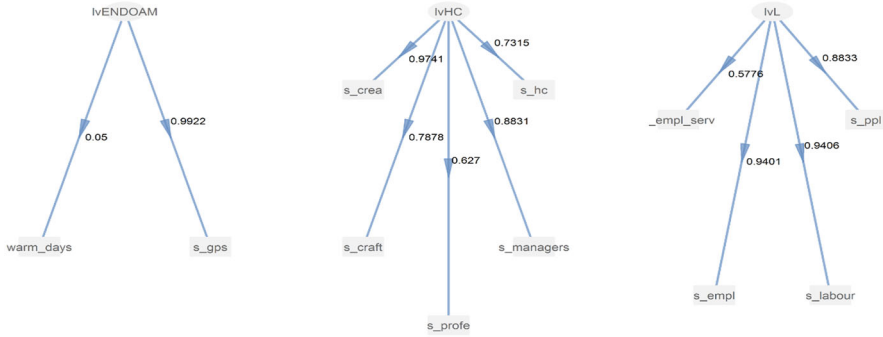 lvENDOAM
0.05
0.9922
warm_days
s_gps
lvHC
0.9741
0.7315
s_crea
s_hc
0.7878
0.8831
0.627
s_craft
s_managers
s_profe
lvL
0.5776
0.8833
_empl_serv
s_ppl
0.9401
0.9406
s_empl
s_labour